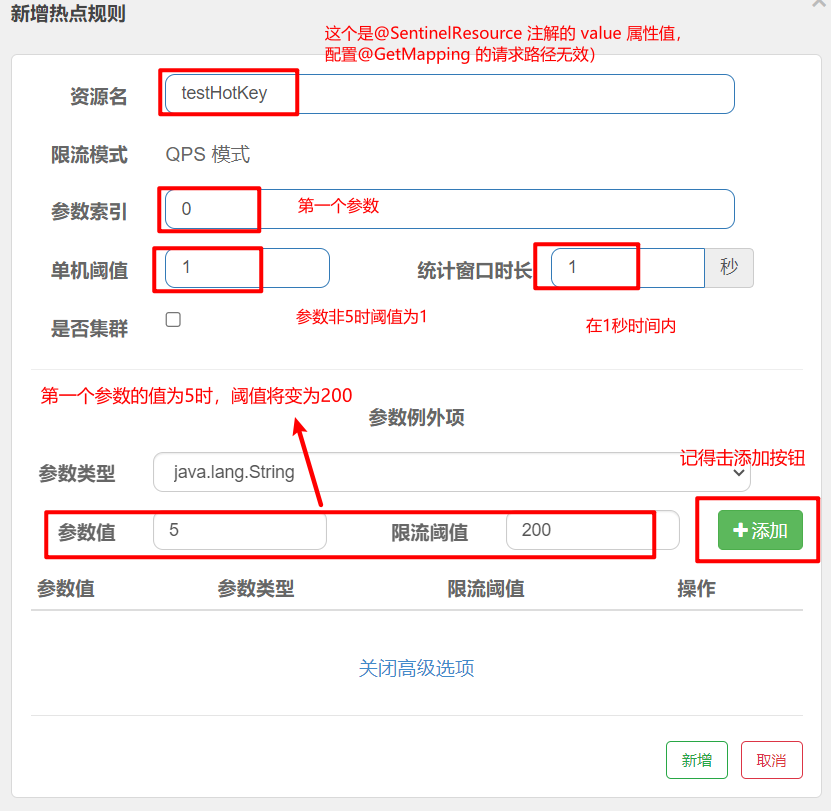 新增热点规则
这个是@SentinelResource 注解的 value 属性值，
配置@GetMapping 的请求路径无效）
资源名 testHotKey
限流模式 QPS 模式
参数索引 0 第一个参数
单机阈值 1 统计窗口时长 1 秒
是否集群 参数非5时阈值为1 在1秒时间内
第一个参数的值为5时，阈值将变为200
参数例外项
记得击添加按钮
参数类型 java.lang.String
参数值 5 限流阈值 200 添加
参数值 参数类型 限流阈值 操作
关闭高级选项
新增 取消